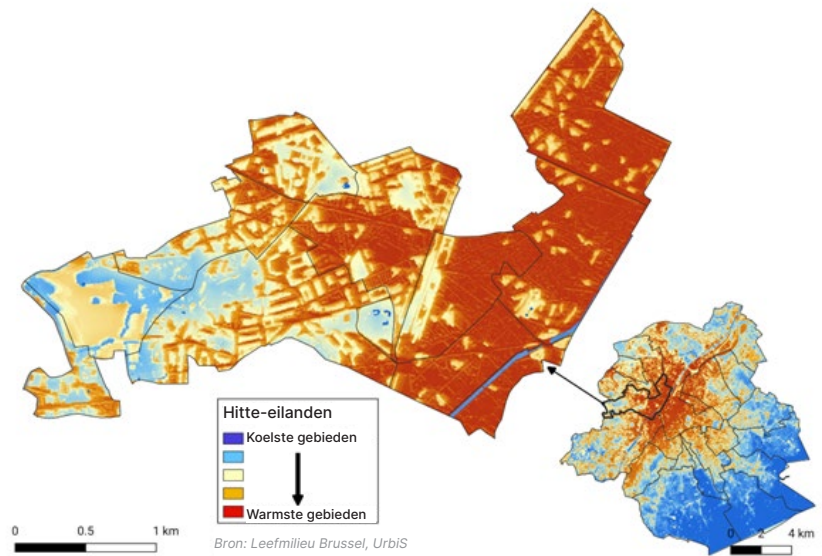 Hitte-eilanden
Koelste gebieden
Warmste gebieden
0 0.5 1 km
Bron: Leefmilieu Brussel, UrbiS
0 2 4 km